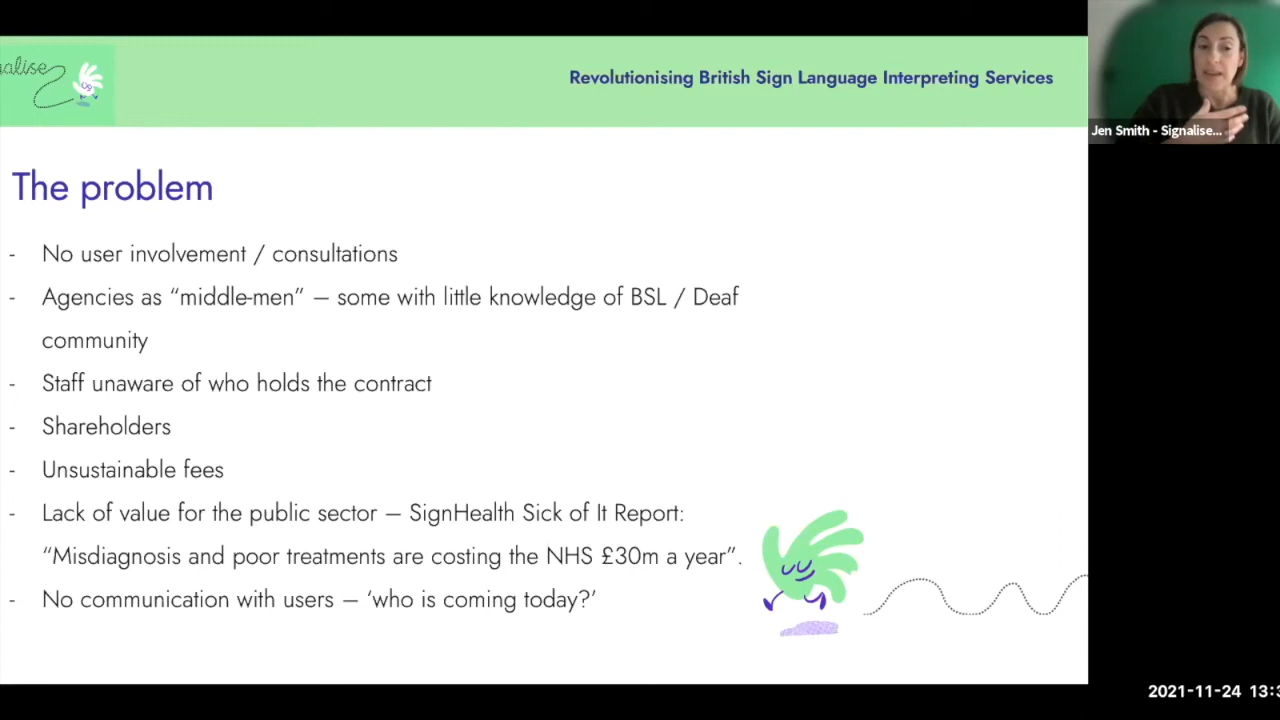 alise
Revolutionising British Sign Language Interpreting Services
Jen Smith - Signalise...
The problem
- No user involvement / consultations
- Agencies as “middle-men” – some with little knowledge of BSL / Deaf
community
- Staff unaware of who holds the contract
- Shareholders
- Unsustainable fees
- Lack of value for the public sector – SignHealth Sick of It Report:
“Misdiagnosis and poor treatments are costing the NHS £30m a year”.
- No communication with users – ‘who is coming today?’
2021-11-24 13:3